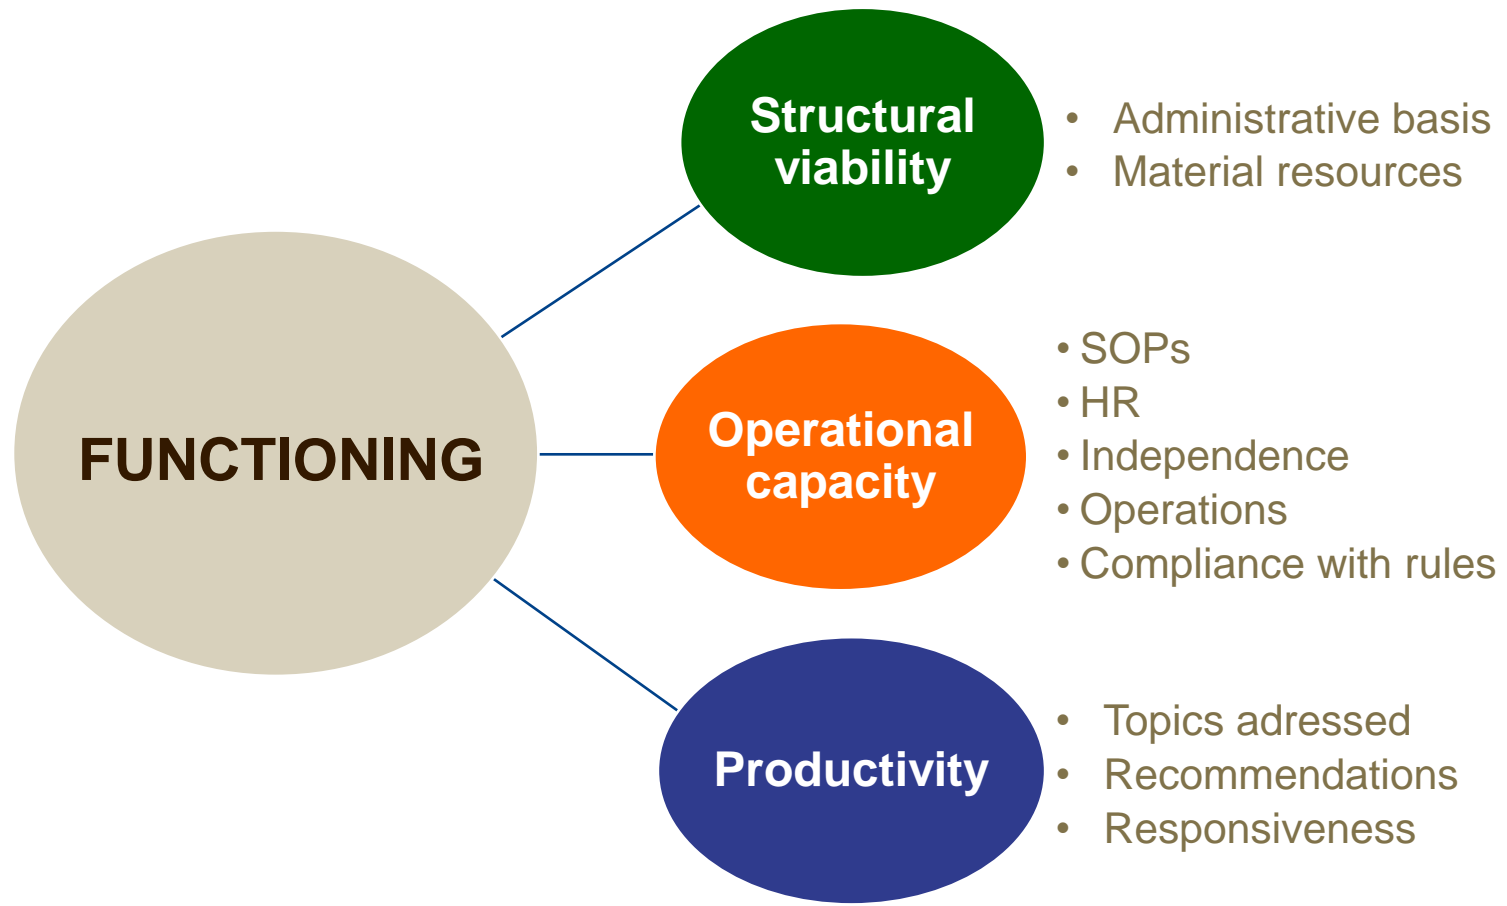 Structural
viability
• Administrative basis
• Material resources
FUNCTIONING
Operational
capacity
• SOPs
• HR
• Independence
• Operations
• Compliance with rules
Productivity
• Topics adressed
• Recommendations
• Responsiveness